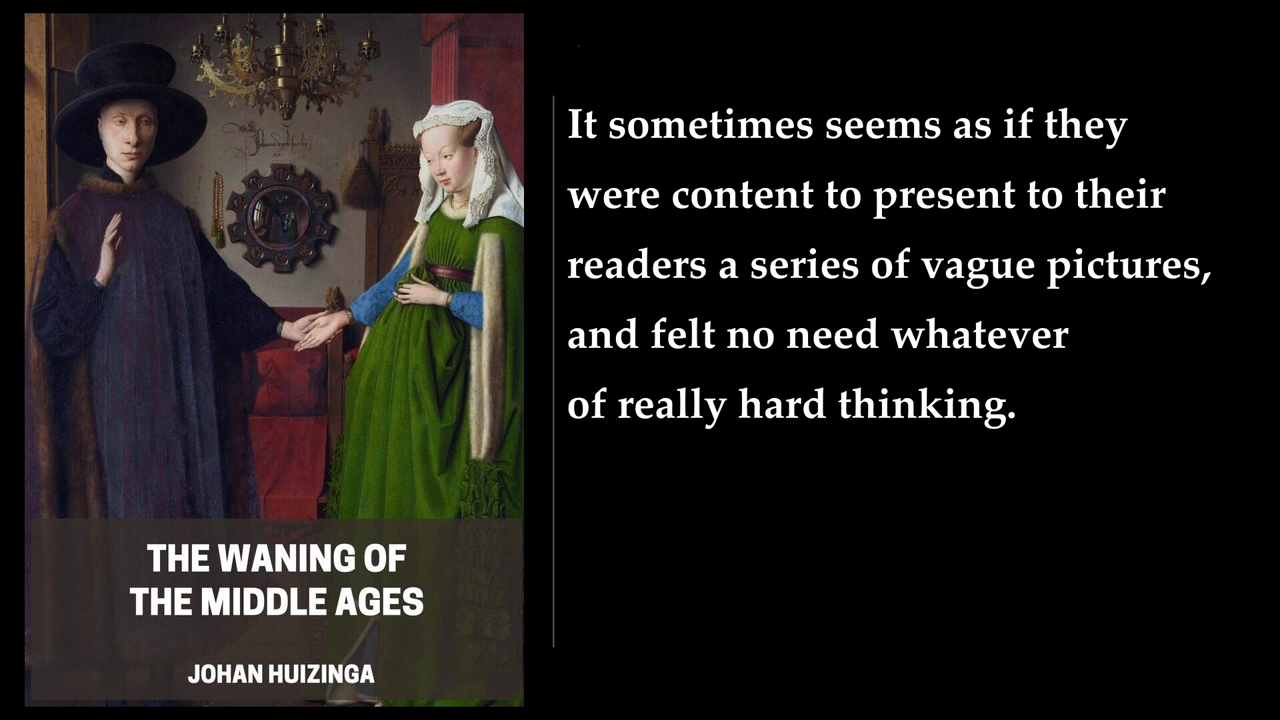 THE WANING OF
THE MIDDLE AGES
JOHAN HUIZINGA
It sometimes seems as if they
were content to present to their
readers a series of vague pictures,
and felt no need whatever
of really hard thinking.